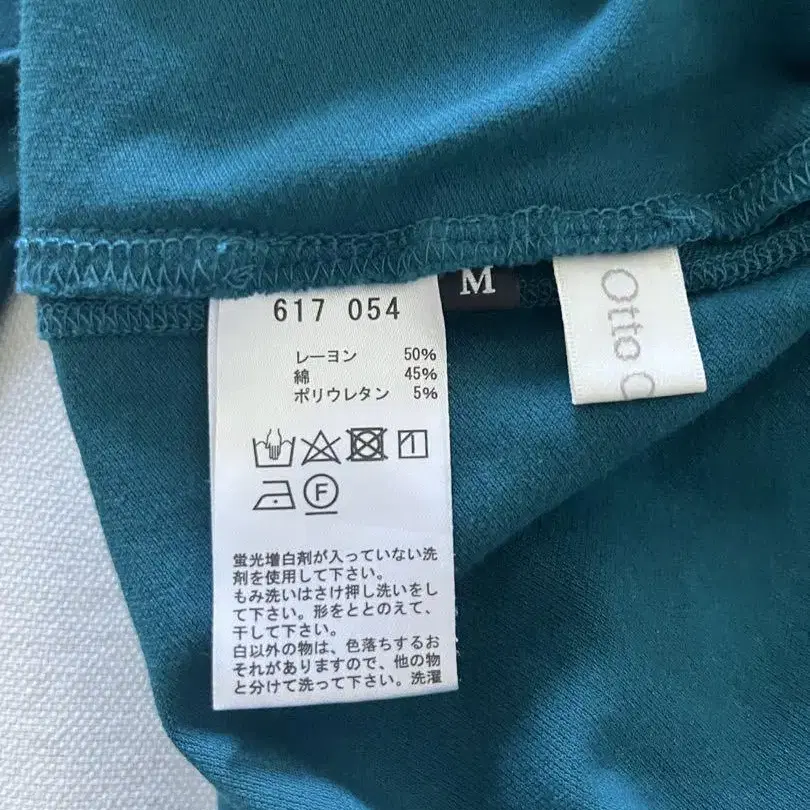 M
Otto
617 054
レーヨン 50%
綿 45%
ポリウレタン 5%
F
蛍光増白剤が入っていない洗
剤を使用して下さい。
もみ洗いはさけ押し洗いをし
て下さい。形をととのえて、
干して下さい。
白以外の物は、色落ちするお
それがありますので、他の物
と分けて洗って下さい。洗濯